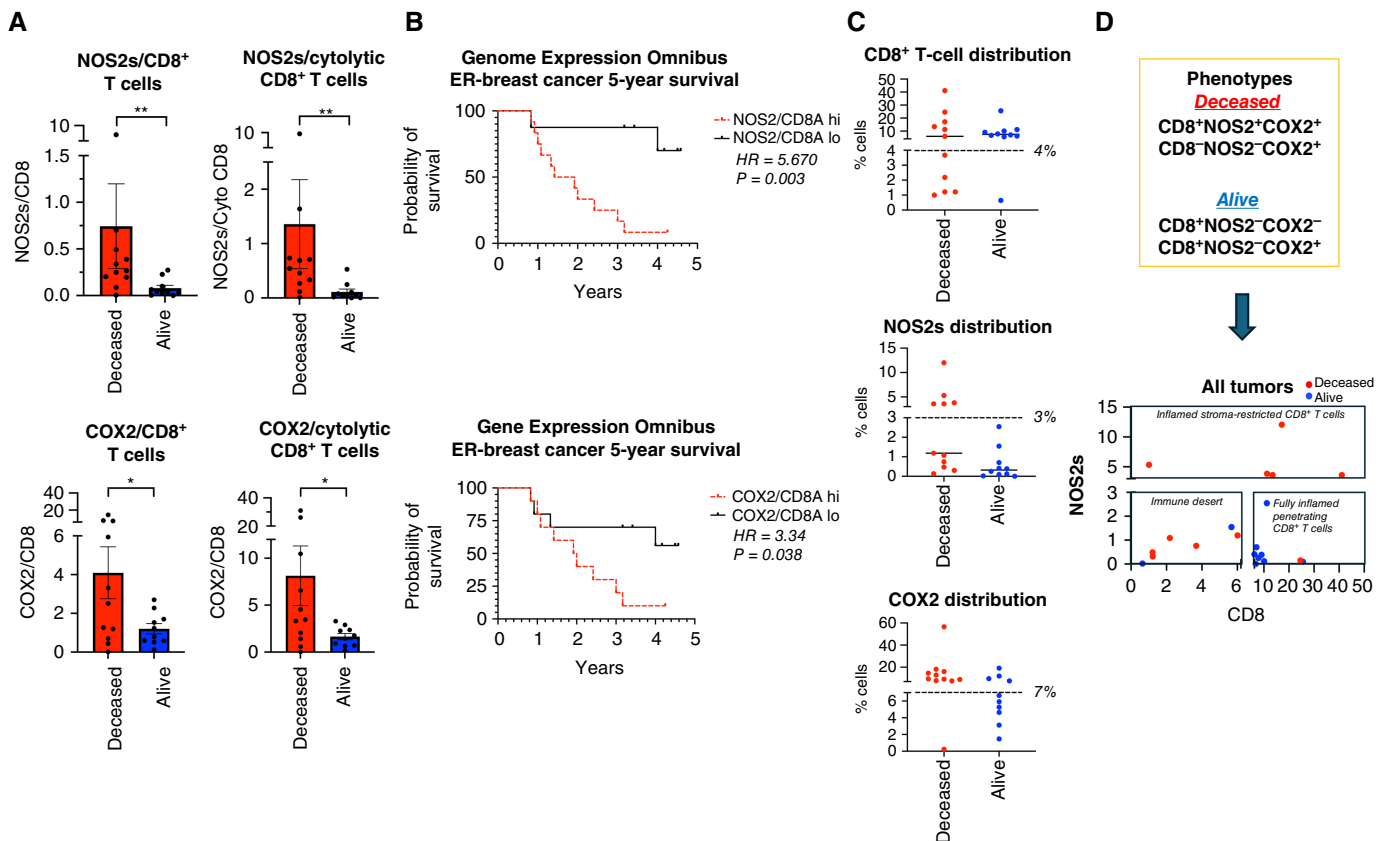 A
NOS2s/CD8⁺
T cells
**
10
0
1.5
1.0
0.5
0.0
NOS2s/CD8
Deceased
Alive
NOS2s/cytolytic
CD8⁺ T cells
**
10
0
2
1
0
NOS2s/Cyto CD8
Deceased
Alive
COX2/CD8⁺
T cells
*
40
20
0
6
4
2
0
COX2/CD8
Deceased
Alive
COX2/cytolytic
CD8⁺ T cells
*
40
20
0
10
5
0
COX2/CD8
Deceased
Alive
B
Genome Expression Omnibus
ER-breast cancer 5-year survival
100
50
0
Probability of
survival
0 1 2 3 4 5
Years
NOS2/CD8A hi
NOS2/CD8A lo
HR = 5.670
P = 0.003
Gene Expression Omnibus
ER-breast cancer 5-year survival
100
75
50
25
0
Probability of
survival
0 1 2 3 4 5
Years
COX2/CD8A hi
COX2/CD8A lo
HR = 3.34
P = 0.038
C
CD8⁺ T-cell distribution
50
40
30
20
10
4
3
2
1
0
% cells
4%
Deceased
Alive
NOS2s distribution
15
10
5
3
2
1
0
% cells
3%
Deceased
Alive
COX2 distribution
60
40
20
6
4
2
0
% cells
7%
Deceased
Alive
D
Phenotypes
Deceased
CD8⁺NOS2⁺COX2⁺
CD8⁻NOS2⁻COX2⁺
Alive
CD8⁺NOS2⁻COX2⁻
CD8⁺NOS2⁻COX2⁺
All tumors
Deceased
Alive
15
10
5
3
2
1
0
NOS2s
Inflamed stroma-restricted CD8⁺ T cells
Immune desert
Fully inflamed
penetrating
CD8⁺ T cells
0 2 4 6 10 20 30 40 50
CD8